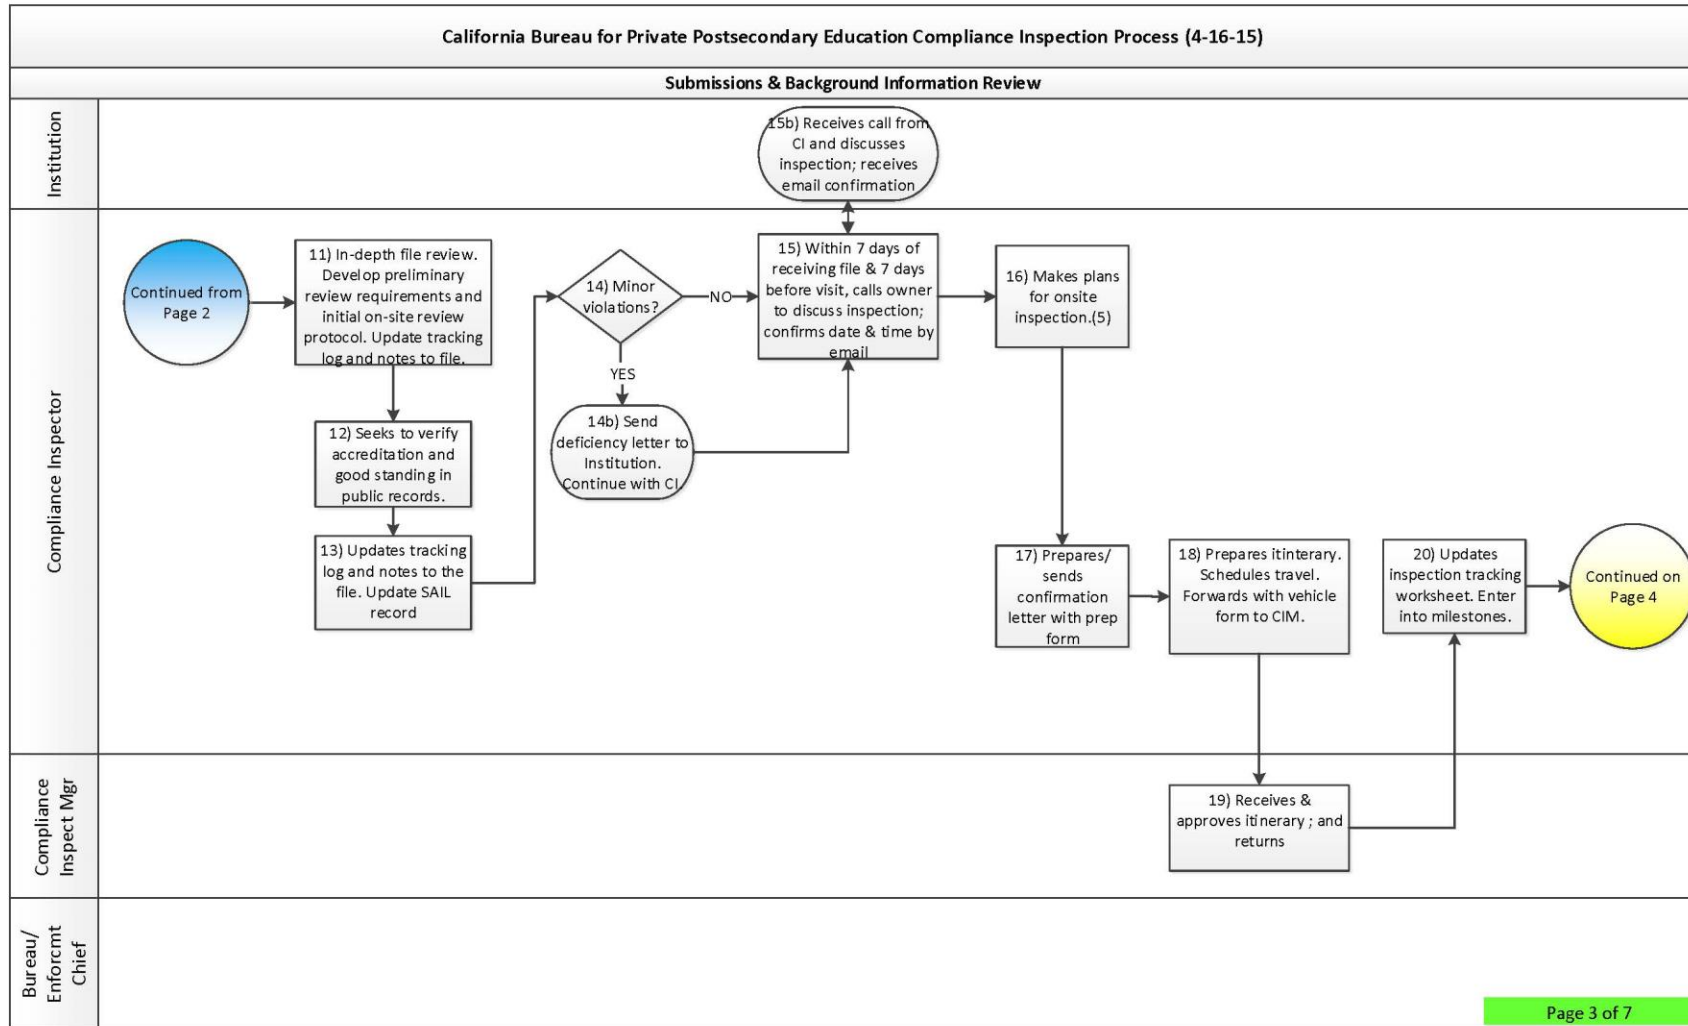 California Bureau for Private Postsecondary Education Compliance Inspection Process (4-16-15)
Submissions & Background Information Review
Institution
15b) Receives call from
CI and discusses
inspection; receives
email confirmation
Compliance Inspector
Continued from
Page 2
11) In-depth file review.
Develop preliminary
review requirements and
initial on-site review
protocol. Update tracking
log and notes to file.
12) Seeks to verify
accreditation and
good standing in
public records.
13) Updates tracking
log and notes to the
file. Update SAIL
record
14) Minor
violations?
NO
YES
14b) Send
deficiency letter to
Institution.
Continue with CI.
15) Within 7 days of
receiving file & 7 days
before visit, calls owner
to discuss inspection;
confirms date & time by
email
16) Makes plans
for onsite
inspection.(5)
17) Prepares/
sends
confirmation
letter with prep
form
18) Prepares itinterary.
Schedules travel.
Forwards with vehicle
form to CIM.
20) Updates
inspection tracking
worksheet. Enter
into milestones.
Continued on
Page 4
Compliance
Inspect Mgr
19) Receives &
approves itinerary ; and
returns
Bureau/
Enforcmt
Chief
Page 3 of 7